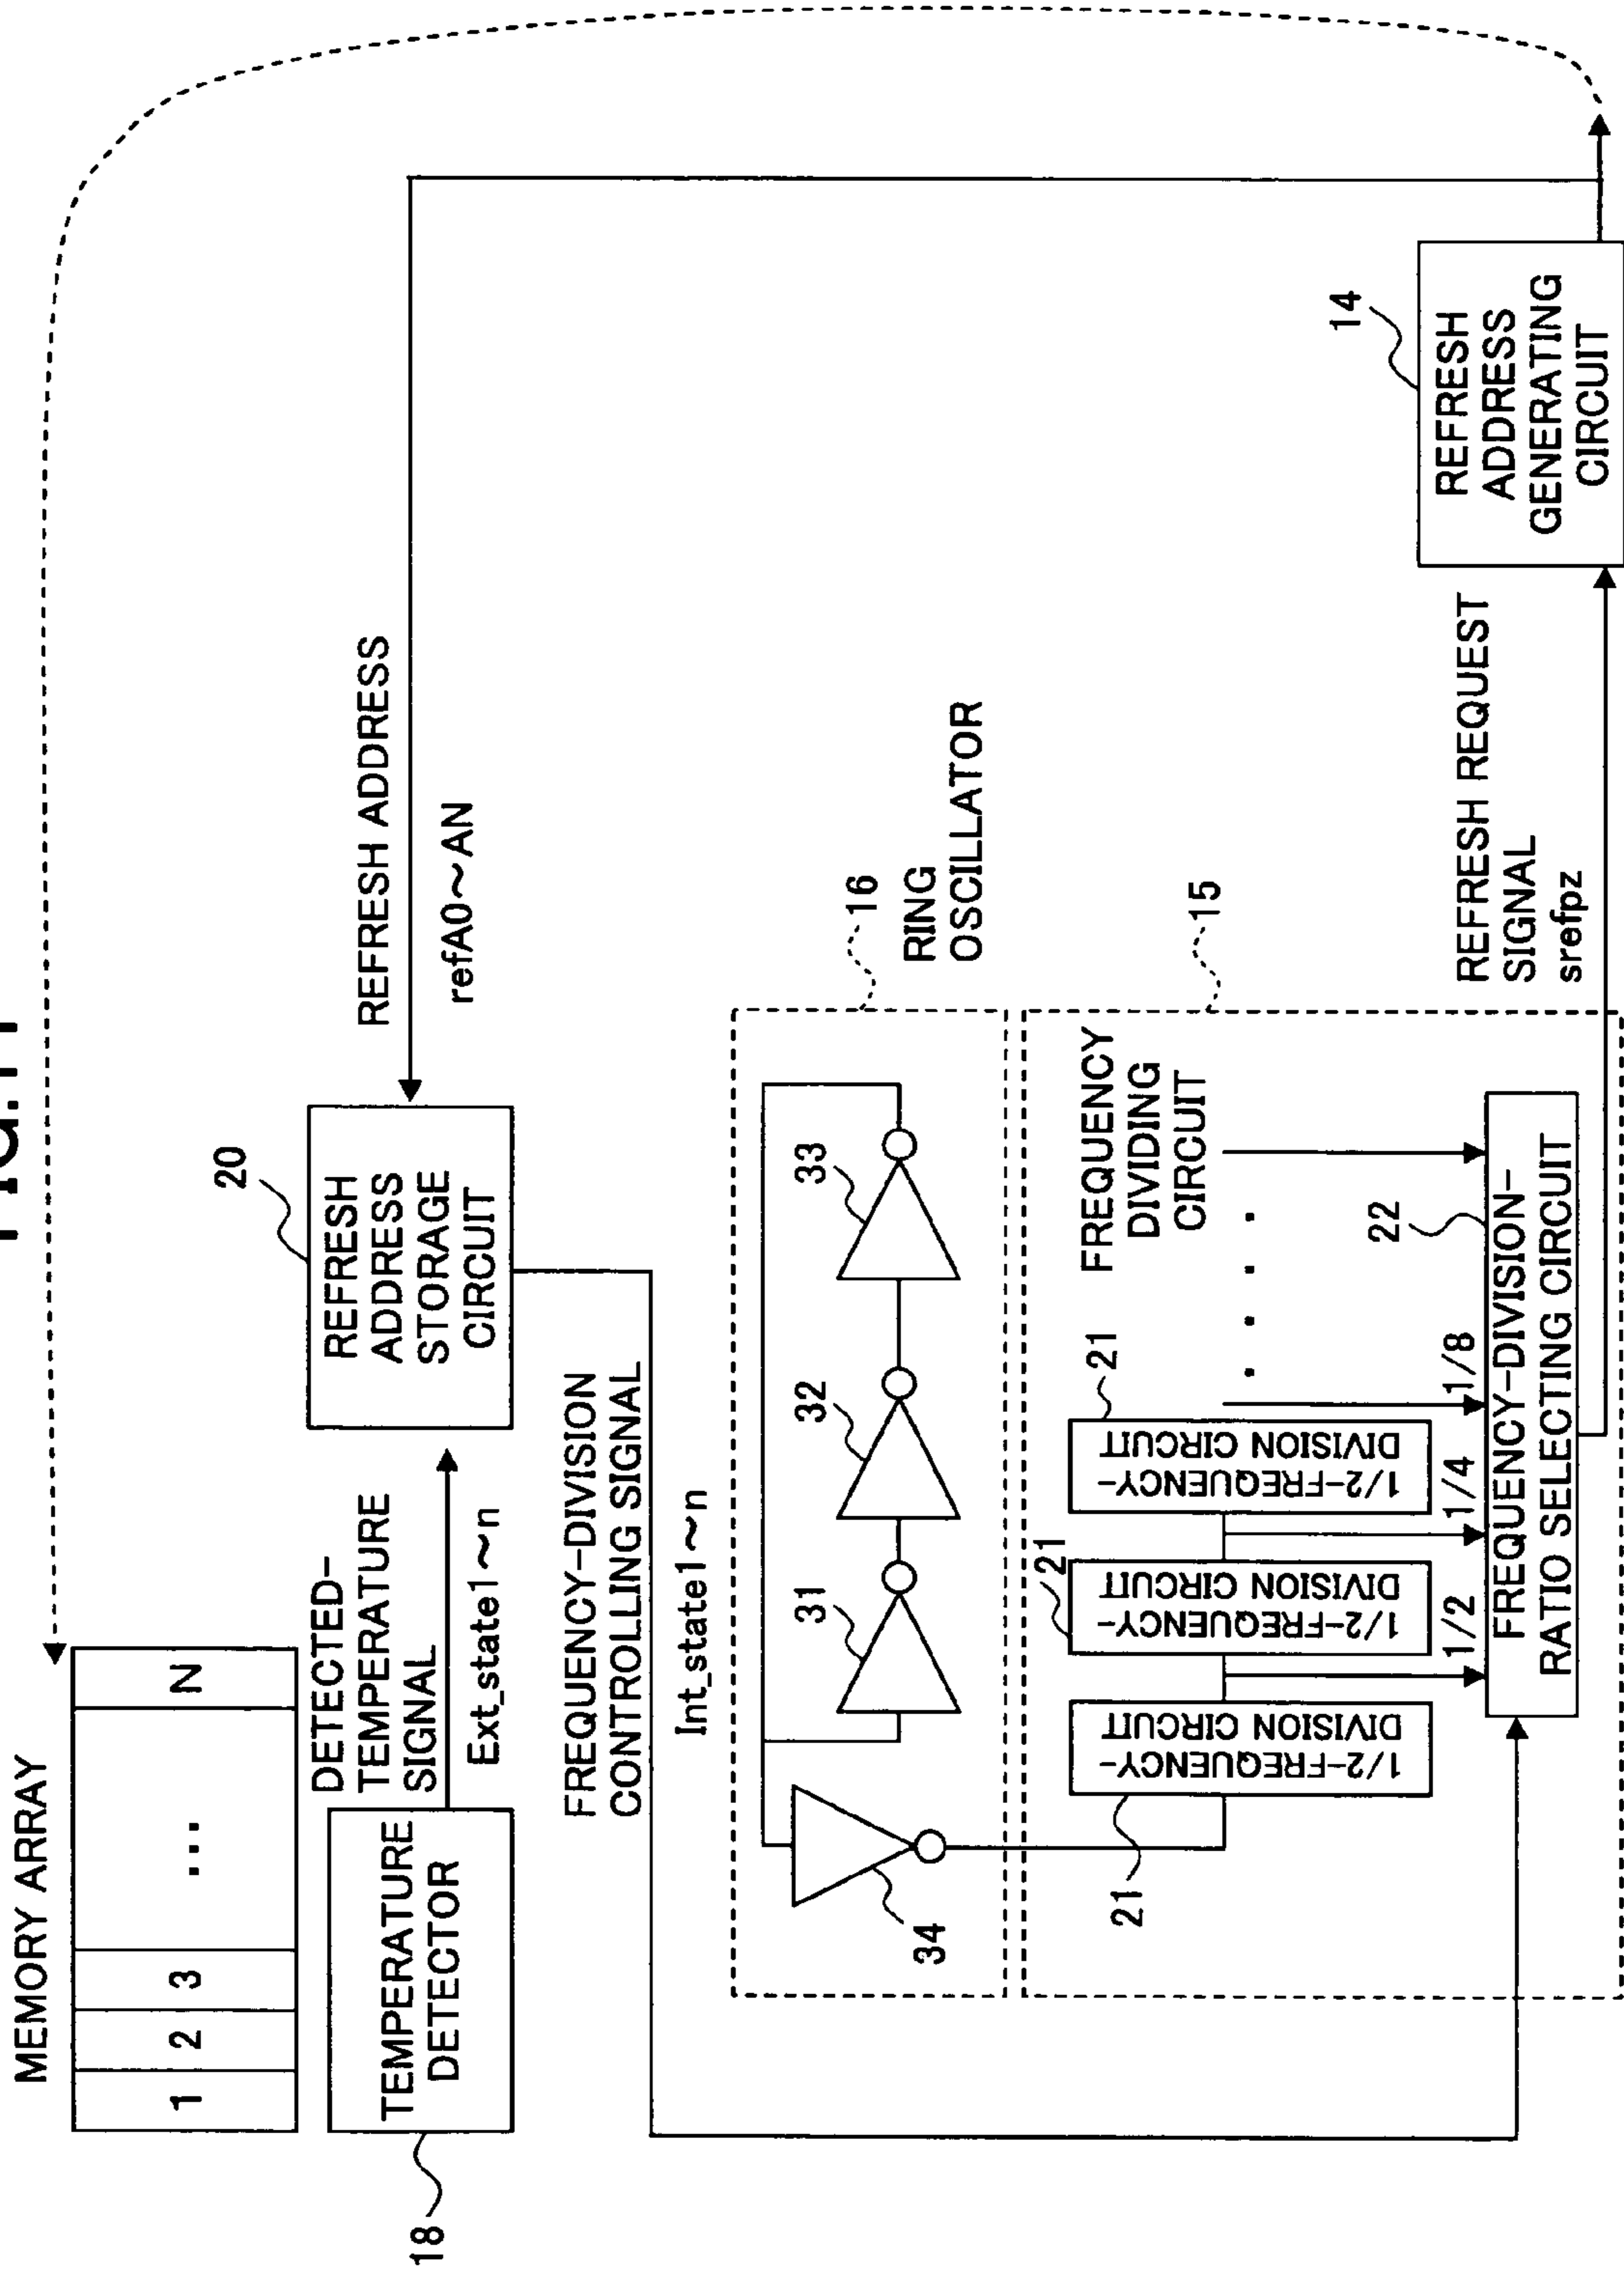 MEMORY ARRAY
1
2
3
...
N
18
TEMPERATURE
DETECTOR
DETECTED-
TEMPERATURE
SIGNAL
Ext_state1~n
20
REFRESH
ADDRESS
STORAGE
CIRCUIT
REFRESH ADDRESS
refA0~AN
FREQUENCY-DIVISION
CONTROLLING SIGNAL
Int_state1~n
34
31
32
33
16
RING
OSCILLATOR
21
1/2-FREQUENCY-
DIVISION CIRCUIT
21
1/2-FREQUENCY-
DIVISION CIRCUIT
21
1/2-FREQUENCY-
DIVISION CIRCUIT
FREQUENCY
DIVIDING
CIRCUIT
15
. . . .
1/2
1/4
1/8
22
FREQUENCY-DIVISION-
RATIO SELECTING CIRCUIT
REFRESH REQUEST
SIGNAL
srefpz
14
REFRESH
ADDRESS
GENERATING
CIRCUIT